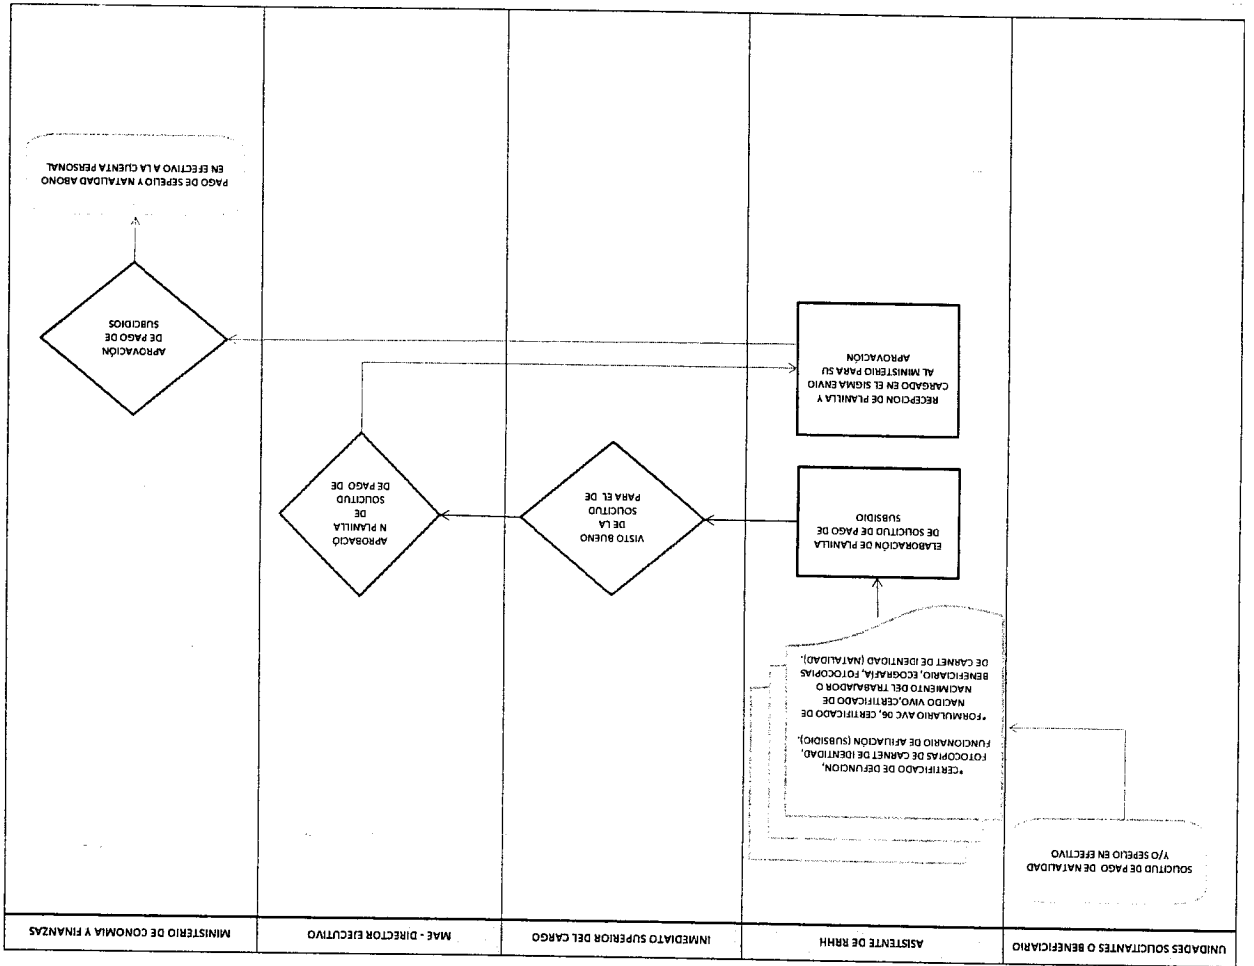 UNIDADES SOLICITANTES O BENEFICIARIO
ASISTENTE DE RRHH
INMEDIATO SUPERIOR DEL CARGO
MAE - DIRECTOR EJECUTIVO
MINISTERIO DE CONOMIA Y FINANZAS
SOLICITUD DE PAGO DE NATALIDAD
Y/O SEPELIO EN EFECTIVO
*CERTIFICADO DE DEFUNCION,
FOTOCOPIAS DE CARNET DE IDENTIDAD,
FUNCIONARIO DE AFILIACIÓN (SUBSIDIO).
*FORMULARIO AVC 06, CERTIFICADO DE
NACIDO VIVO,CERTIFICADO DE
NACIMIENTO DEL TRABAJADOR O
BENEFICIARIO, ECOGRAFÍA, FOTOCOPIAS
DE CARNET DE IDENTIDAD (NATALIDAD).
ELABORACIÓN DE PLANILLA
DE SOLICITUD DE PAGO DE
SUBSIDIO
VISTO BUENO
DE LA
SOLICITUD
PARA EL DE
APROBACIÓ
N PLANILLA
DE
SOLICITUD
DE PAGO DE
RECEPCION DE PLANILLA Y
CARGADO EN EL SIGMA ENVIO
AL MINISTERIO PARA SU
APROVACIÓN
APROVACIÓN
DE PAGO DE
SUBCIDIOS
PAGO DE SEPELIO Y NATALIDAD ABONO
EN EFECTIVO A LA CUENTA PERSONAL